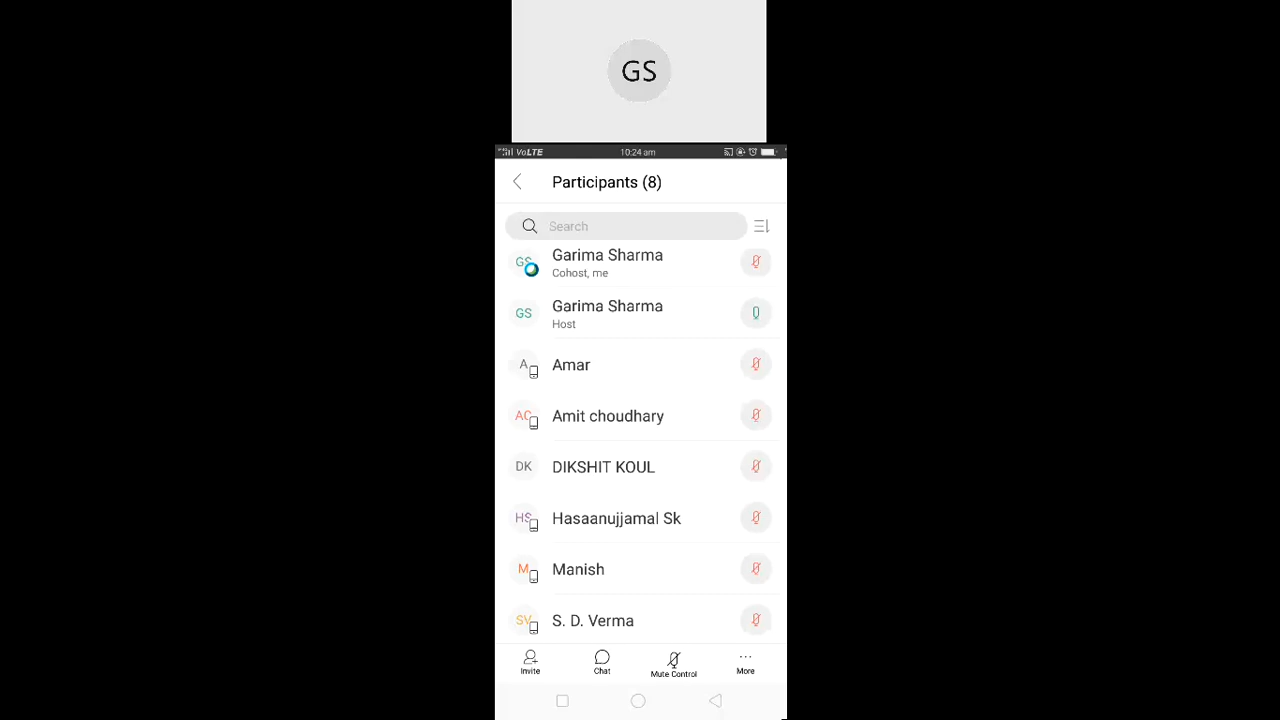 GS
VoLTE
10:24 am
Participants (8)
Search
GS
Garima Sharma
Cohost, me
GS
Garima Sharma
Host
A
Amar
AC
Amit choudhary
DK
DIKSHIT KOUL
HS
Hasaanujjamal Sk
M
Manish
SV
S. D. Verma
Invite
Chat
Mute Control
More